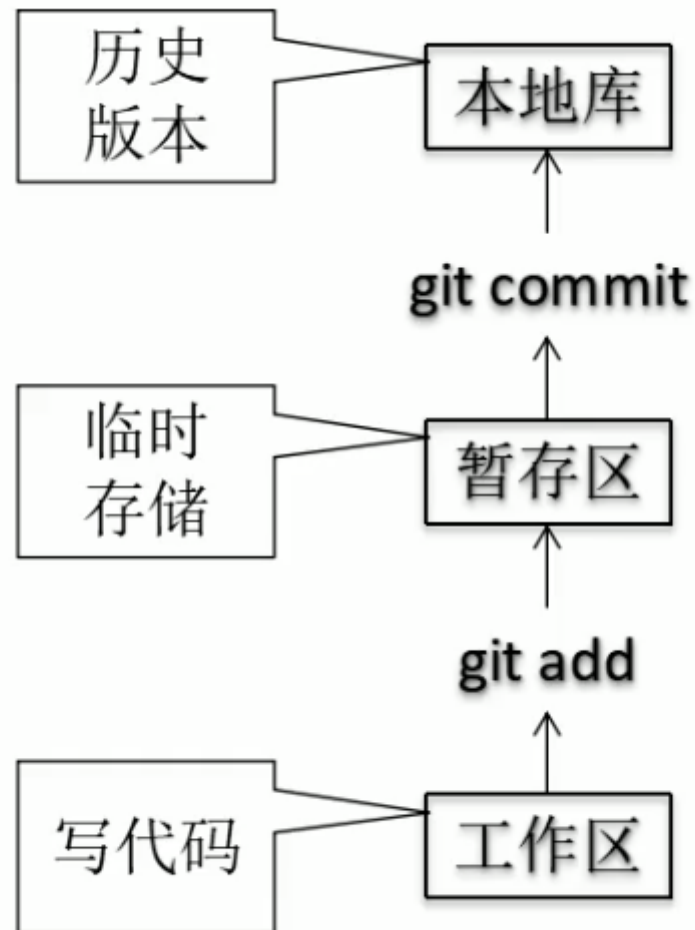 历史
版本
本地库
git commit
临时
存储
暂存区
git add
写代码
工作区